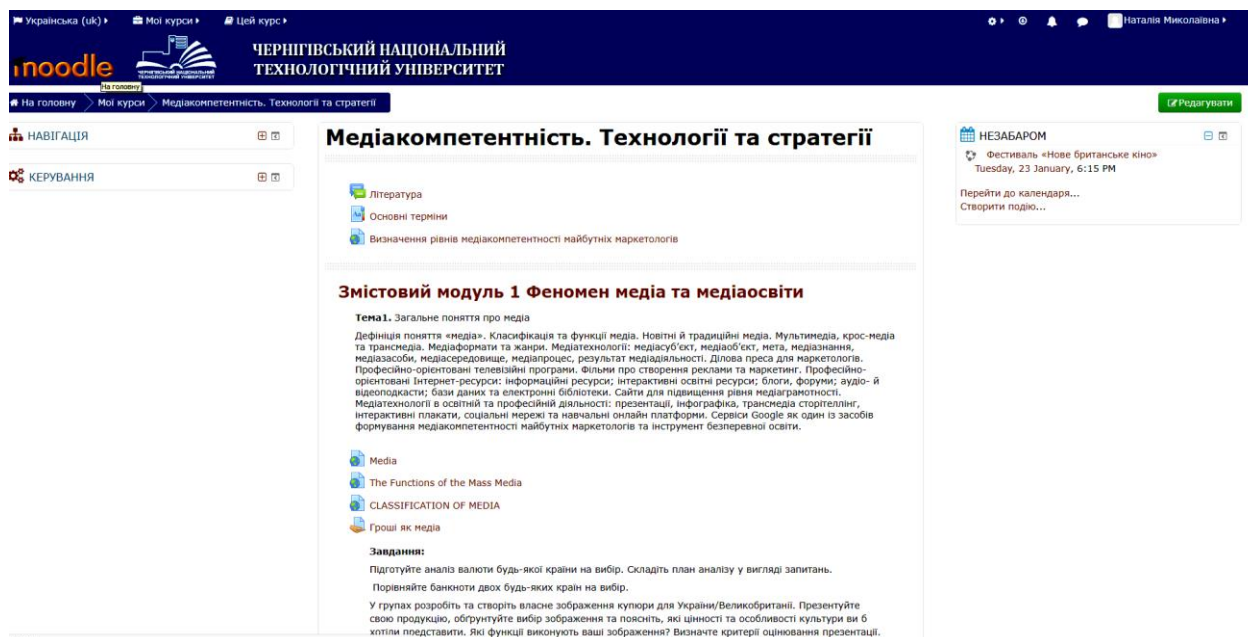 Українська (uk)
Мої курси
Цей курс
Наталія Миколаївна
moodle
ЧЕРНІГІВСЬКИЙ НАЦІОНАЛЬНИЙ
ТЕХНОЛОГІЧНИЙ УНІВЕРСИТЕТ
На головну
На головну
Мої курси
Медіакомпетентність. Технології та стратегії
Редагувати
НАВІГАЦІЯ
КЕРУВАННЯ
Медіакомпетентність. Технології та стратегії
Література
Основні терміни
Визначення рівнів медіакомпетентності майбутніх маркетологів
Змістовий модуль 1 Феномен медіа та медіаосвіти
Тема1. Загальне поняття про медіа
Дефініція поняття «медіа». Класифікація та функції медіа. Новітні й традиційні медіа. Мультимедіа, крос-медіа
та трансмедіа. Медіаформати та жанри. Медіатехнології: медіасуб’єкт, медіаоб’єкт, мета, медіазнання,
медіазасоби, медіасередовище, медіапроцес, результат медіадіяльності. Ділова преса для маркетологів.
Професійно-орієнтовані телевізійні програми. Фільми про створення реклами та маркетинг. Професійно-
орієнтовані Інтернет-ресурси: інформаційні ресурси; інтерактивні освітні ресурси; блоги, форуми; аудіо- й
відеоподкасти; бази даних та електронні бібліотеки. Сайти для підвищення рівня медіаграмотності.
Медіатехнології в освітній та професійній діяльності: презентації, інфографіка, трансмедіа сторітеллінг,
інтерактивні плакати, соціальні мережі та навчальні онлайн платформи. Сервіси Google як один із засобів
формування медіакомпетентності майбутніх маркетологів та інструмент безперевної освіти.
Media
The Functions of the Mass Media
CLASSIFICATION OF MEDIA
Гроші як медіа
Завдання:
Підготуйте аналіз валюти будь-якої країни на вибір. Складіть план аналізу у вигляді запитань.
Порівняйте банкноти двох будь-яких країн на вибір.
У групах розробіть та створіть власне зображення купюри для України/Великобританії. Презентуйте
свою продукцію, обґрунтуйте вибір зображення та поясніть, які цінності та особливості культури ви б
хотіли представити. Які функції виконують ваші зображення? Визначте критерії оцінювання презентації.
НЕЗАБАРОМ
Фестиваль «Нове британське кіно»
Tuesday, 23 January, 6:15 PM
Перейти до календаря...
Створити подію...